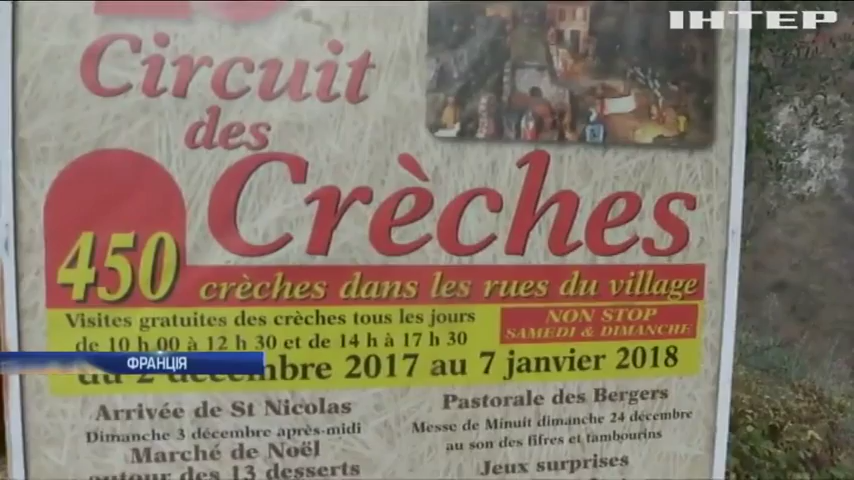 ІНТЕР
Circuit
des
Crèches
450
crèches dans les rues du village
Visites gratuites des crèches tous les jours
de 10 h 00 à 12 h 30 et de 14 h à 17 h 30
NON STOP
SAMEDI & DIMANCHE
ФРАНЦІЯ
du 2 décembre 2017 au 7 janvier 2018
Arrivée de St Nicolas
Dimanche 3 décembre après-midi
Marché de Noël
autour des 13 desserts
Pastorale des Bergers
Messe de Minuit dimanche 24 décembre
au son des fifres et tambourins
Jeux surprises